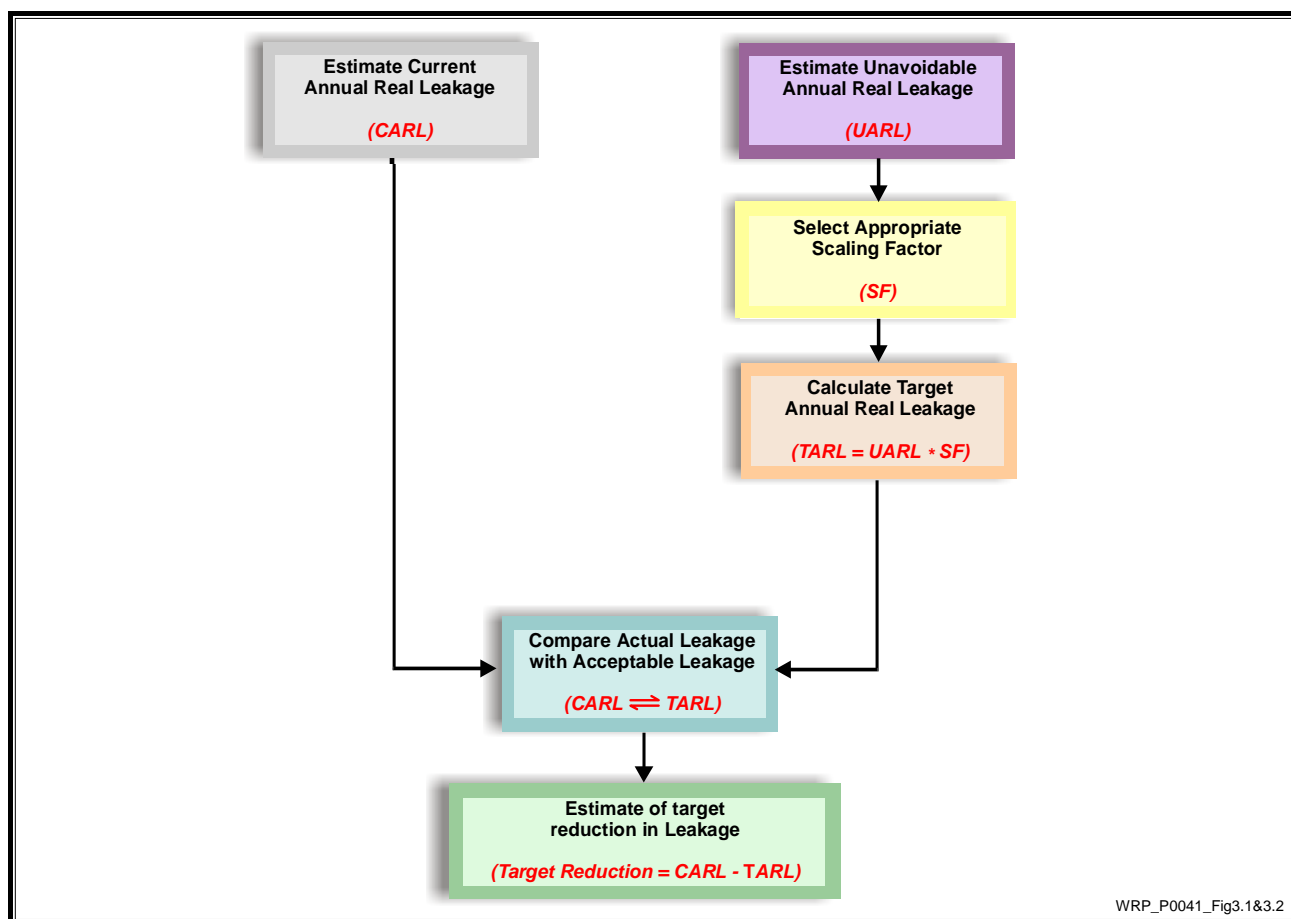 Estimate Current
Annual Real Leakage
(CARL)
Estimate Unavoidable
Annual Real Leakage
(UARL)
Select Appropriate
Scaling Factor
(SF)
Calculate Target
Annual Real Leakage
(TARL = UARL * SF)
Compare Actual Leakage
with Acceptable Leakage
(CARL ⇌ TARL)
Estimate of target
reduction in Leakage
(Target Reduction = CARL - TARL)
WRP_P0041_Fig3.1&3.2